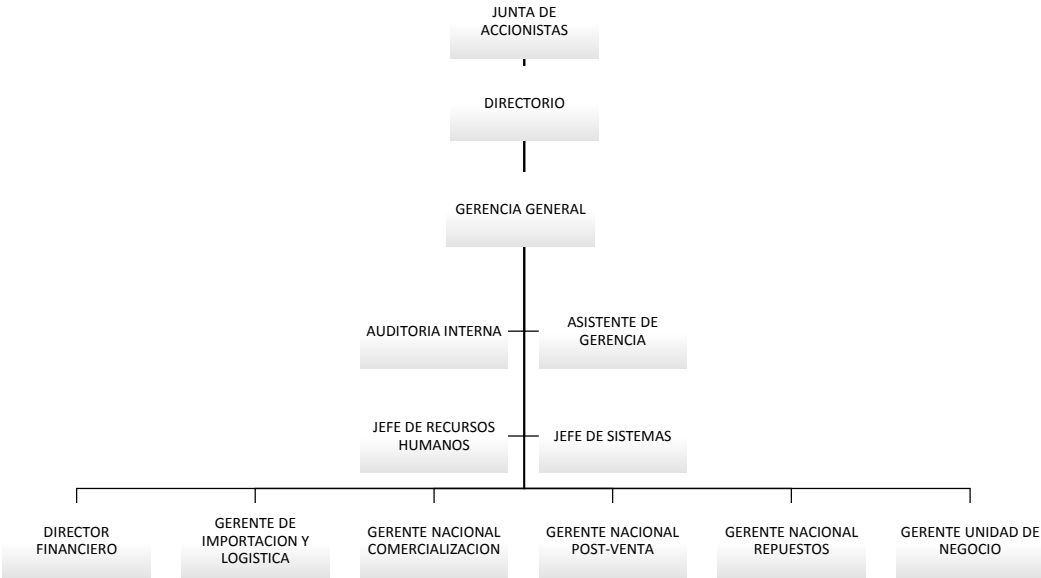 JUNTA DE
ACCIONISTAS
DIRECTORIO
GERENCIA GENERAL
AUDITORIA INTERNA
ASISTENTE DE
GERENCIA
JEFE DE RECURSOS
HUMANOS
JEFE DE SISTEMAS
DIRECTOR
FINANCIERO
GERENTE DE
IMPORTACION Y
LOGISTICA
GERENTE NACIONAL
COMERCIALIZACION
GERENTE NACIONAL
POST-VENTA
GERENTE NACIONAL
REPUESTOS
GERENTE UNIDAD DE
NEGOCIO